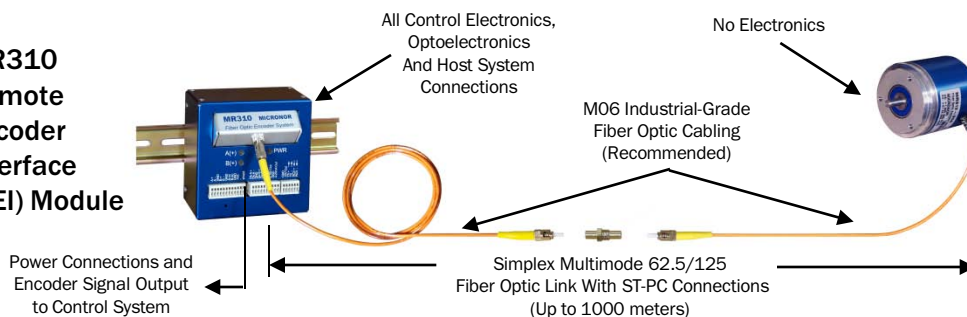 R310
mote
coder
erface
EI) Module
All Control Electronics,
Optoelectronics
And Host System
Connections
No Electronics
M06 Industrial-Grade
Fiber Optic Cabling
(Recommended)
MR310 MICRONOR
Fiber Optic Encoder System
A(+)
PWR
B(+)
Power Connections and
Encoder Signal Output
to Control System
Simplex Multimode 62.5/125
Fiber Optic Link With ST-PC Connections
(Up to 1000 meters)